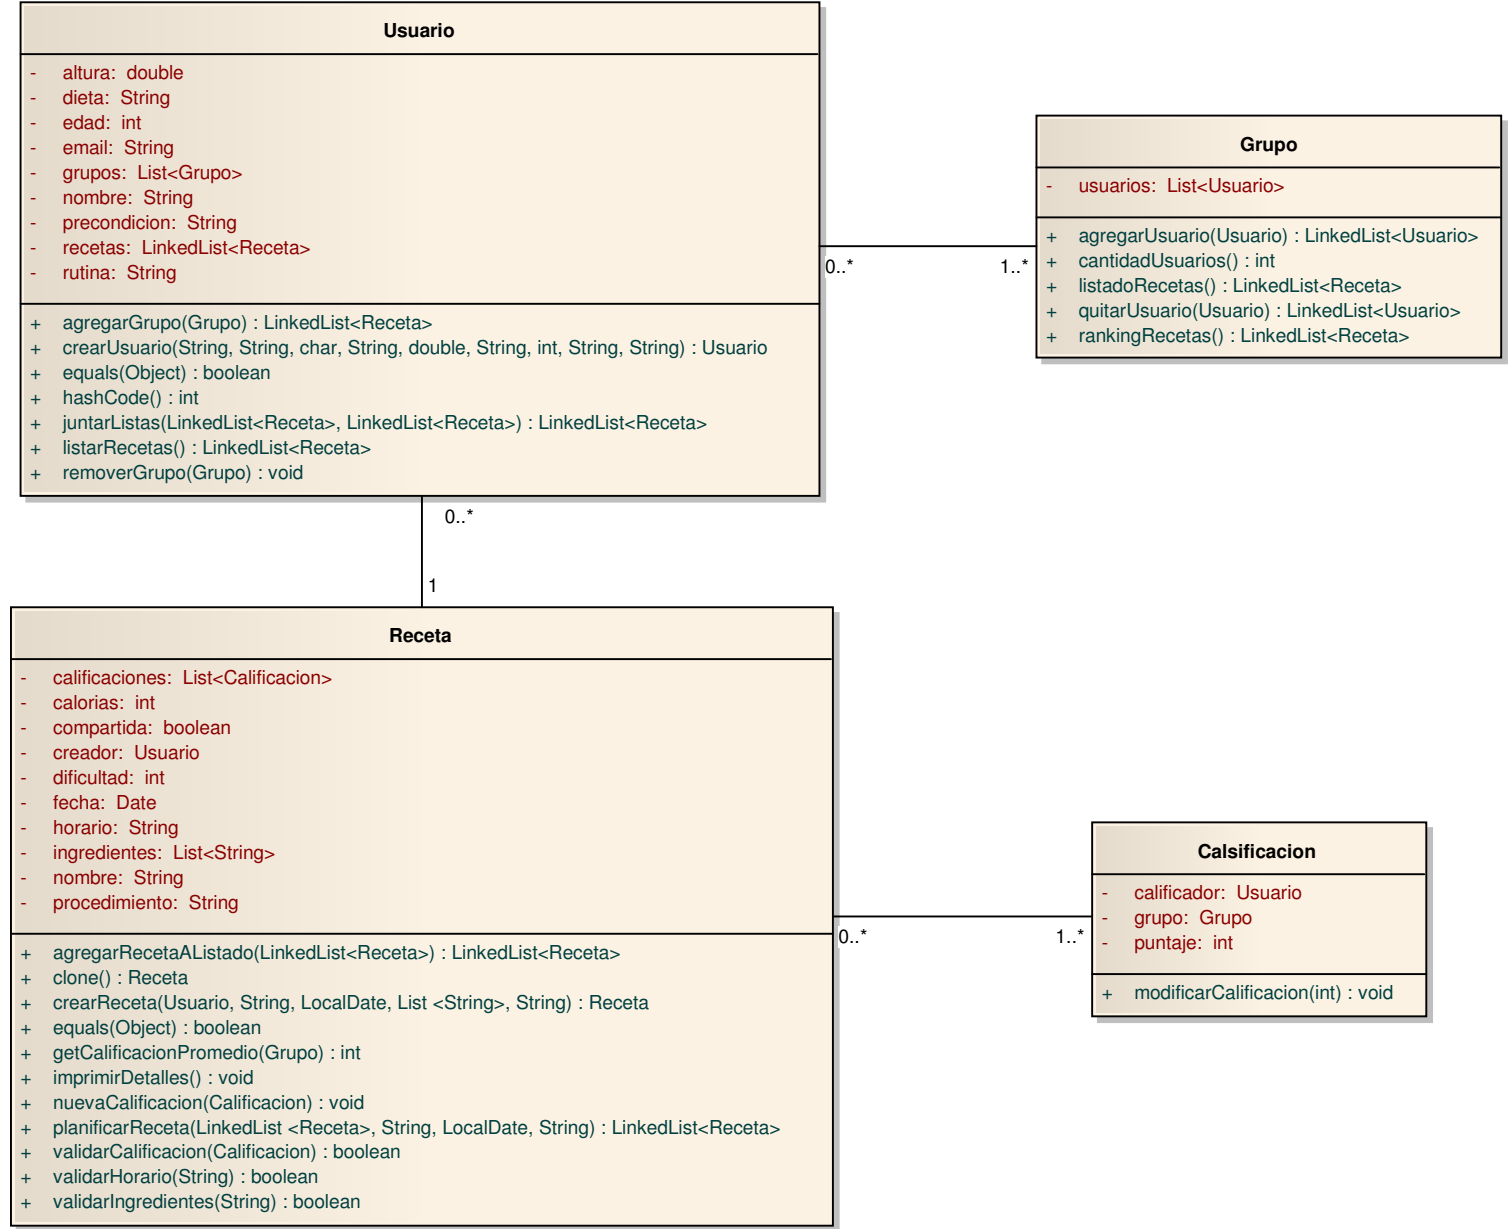 Usuario
- altura: double
- dieta: String
- edad: int
- email: String
- grupos: List<Grupo>
- nombre: String
- precondicion: String
- recetas: LinkedList<Receta>
- rutina: String
+ agregarGrupo(Grupo) : LinkedList<Receta>
+ crearUsuario(String, String, char, String, double, String, int, String, String) : Usuario
+ equals(Object) : boolean
+ hashCode() : int
+ juntarListas(LinkedList<Receta>, LinkedList<Receta>) : LinkedList<Receta>
+ listarRecetas() : LinkedList<Receta>
+ removerGrupo(Grupo) : void
Grupo
- usuarios: List<Usuario>
+ agregarUsuario(Usuario) : LinkedList<Usuario>
+ cantidadUsuarios() : int
+ listadoRecetas() : LinkedList<Receta>
+ quitarUsuario(Usuario) : LinkedList<Usuario>
+ rankingRecetas() : LinkedList<Receta>
0..* 1..*
0..*
1
Receta
- calificaciones: List<Calificacion>
- calorias: int
- compartida: boolean
- creador: Usuario
- dificultad: int
- fecha: Date
- horario: String
- ingredientes: List<String>
- nombre: String
- procedimiento: String
+ agregarRecetaAListado(LinkedList<Receta>) : LinkedList<Receta>
+ clone() : Receta
+ crearReceta(Usuario, String, LocalDate, List <String>, String) : Receta
+ equals(Object) : boolean
+ getCalificacionPromedio(Grupo) : int
+ imprimirDetalles() : void
+ nuevaCalificacion(Calificacion) : void
+ planificarReceta(LinkedList <Receta>, String, LocalDate, String) : LinkedList<Receta>
+ validarCalificacion(Calificacion) : boolean
+ validarHorario(String) : boolean
+ validarIngredientes(String) : boolean
0..* 1..*
Calsificacion
- calificador: Usuario
- grupo: Grupo
- puntaje: int
+ modificarCalificacion(int) : void